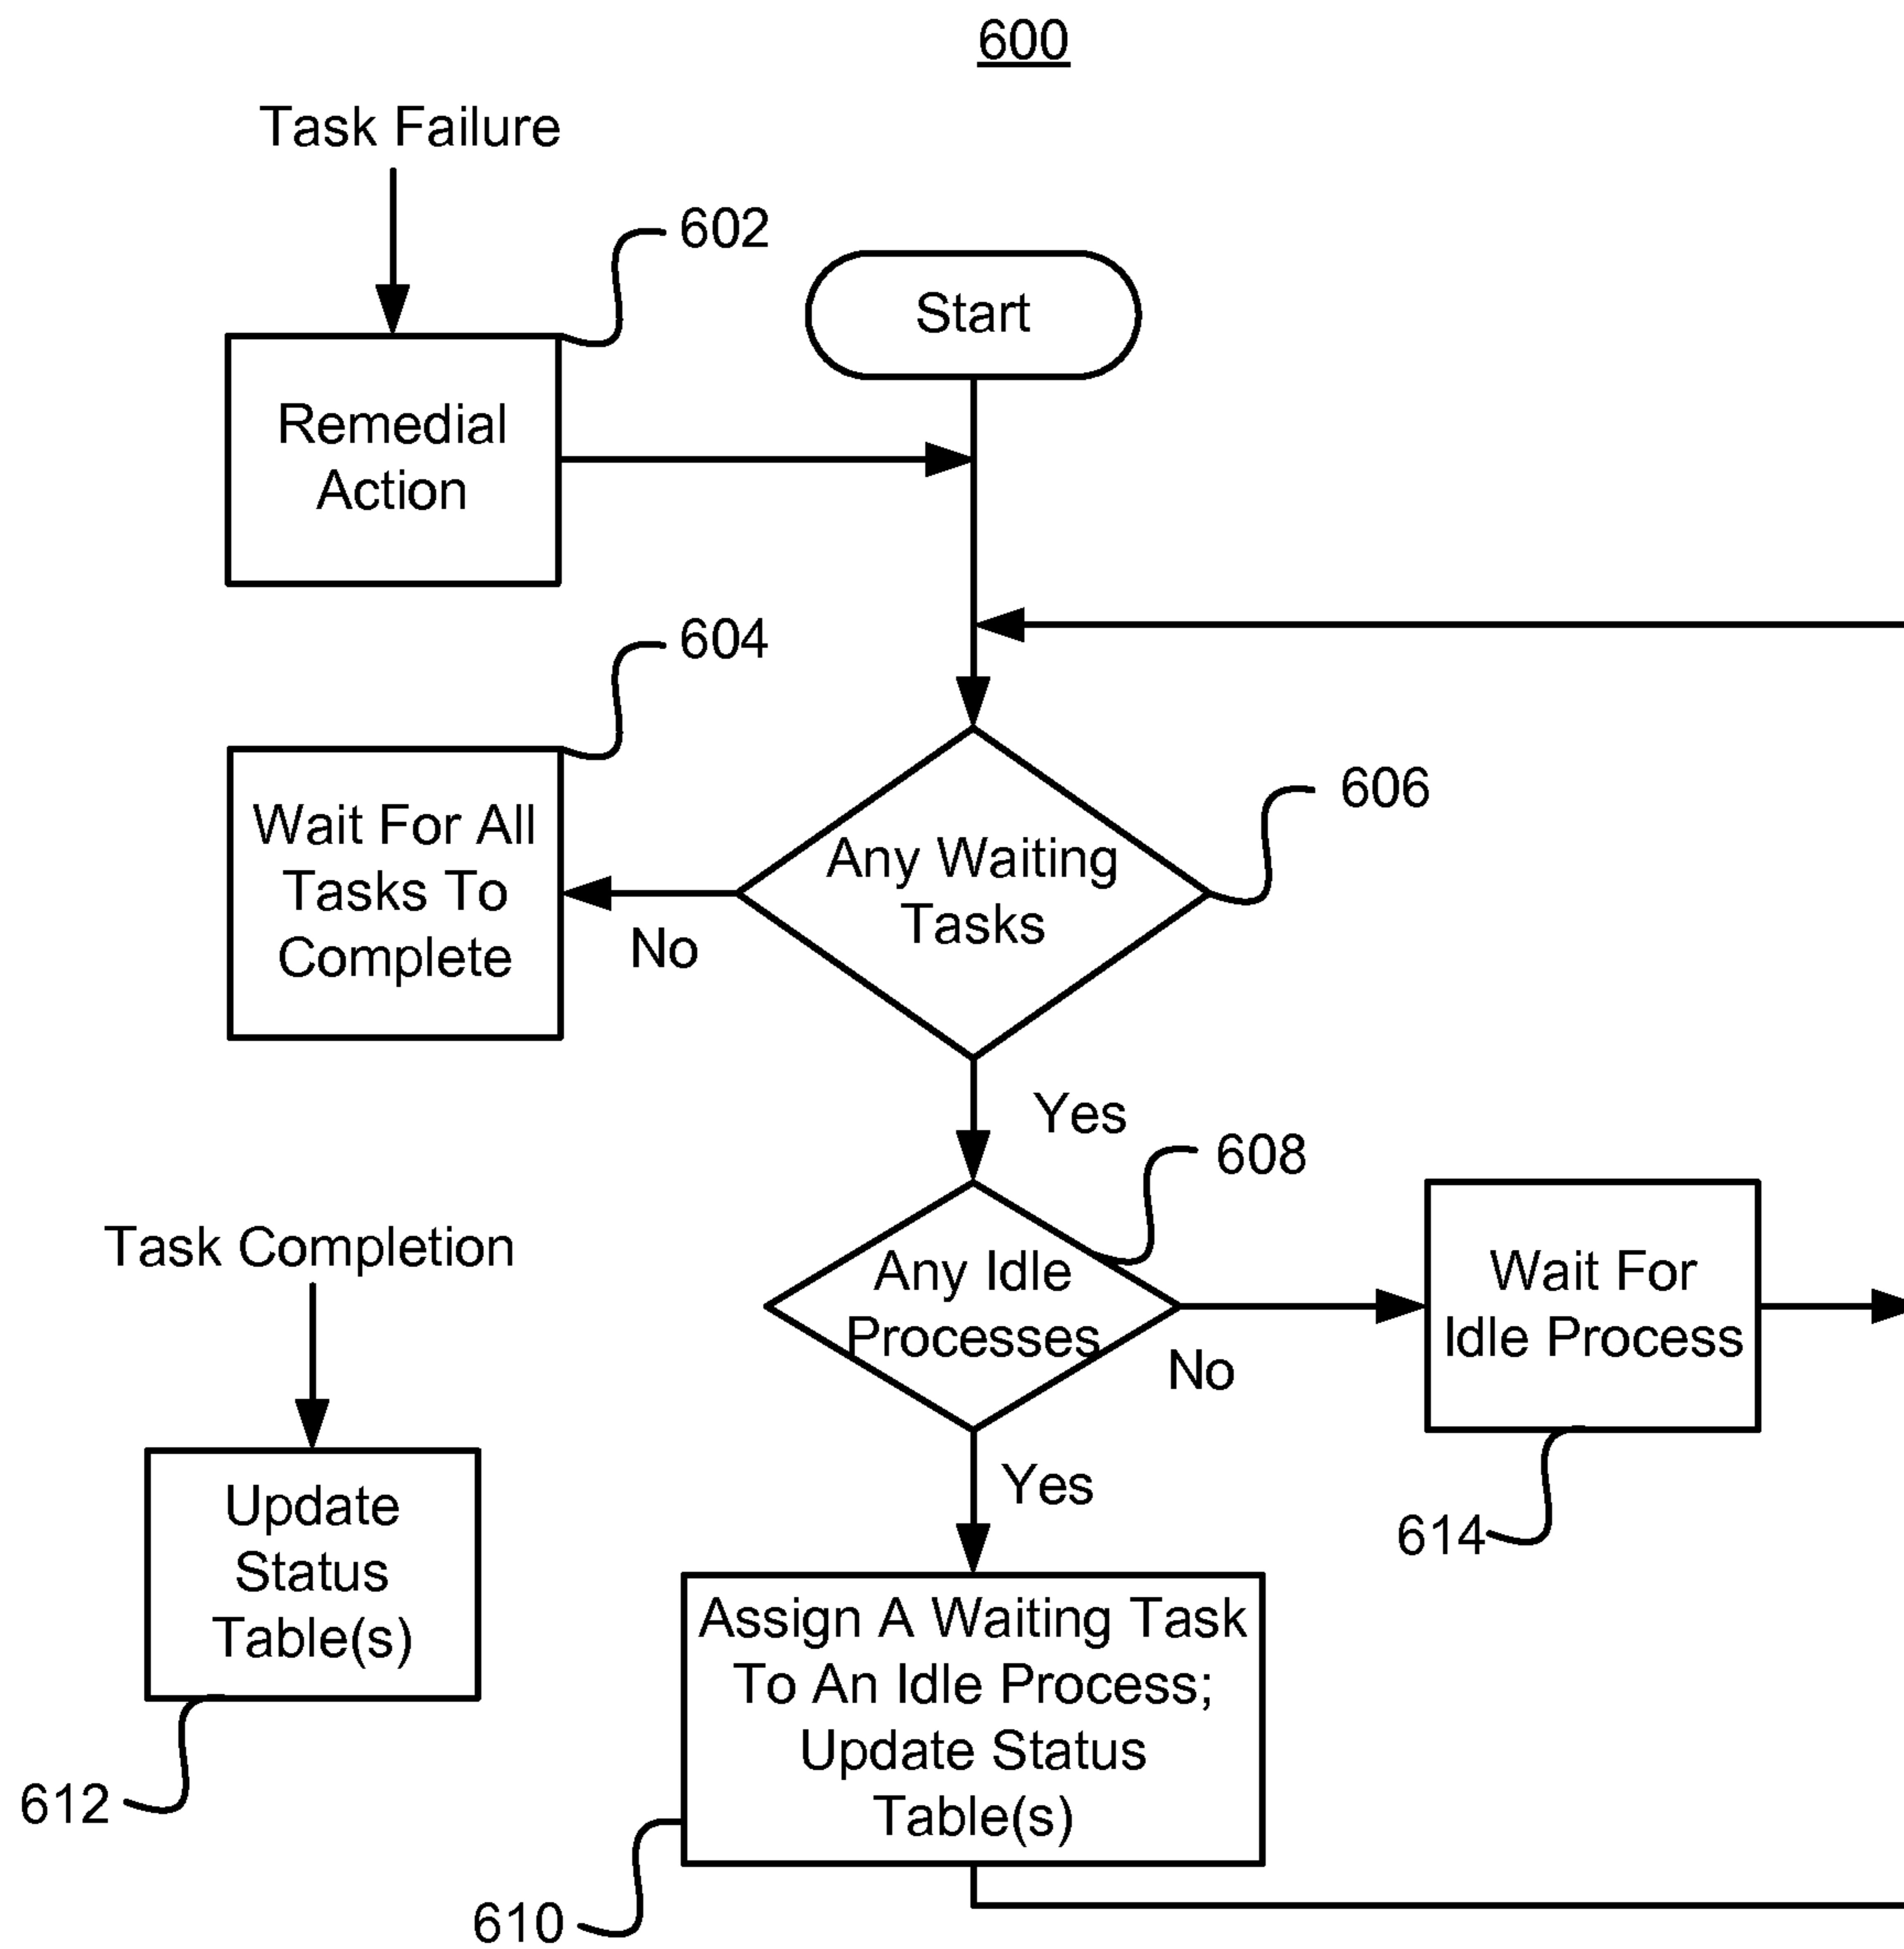 600
Task Failure
602
Start
Remedial
Action
604
Wait For All
Tasks To
Complete
606
Any Waiting
Tasks
No
Yes
608
Task Completion
Any Idle
Processes
Wait For
Idle Process
No
Yes
614
Update
Status
Table(s)
Assign A Waiting Task
To An Idle Process;
Update Status
Table(s)
612
610